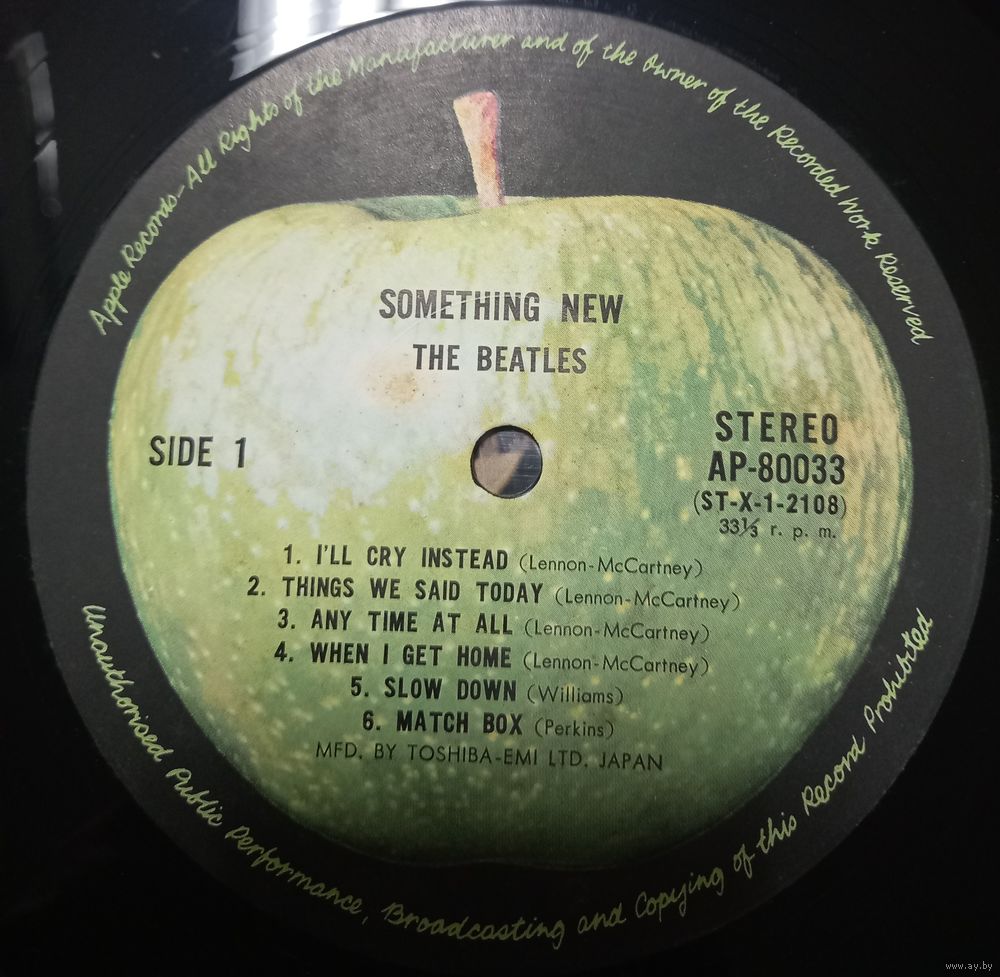 Apple Records-All Rights of the Manufacturer and of the Owner of the Recorded Work Reserved
SOMETHING NEW
THE BEATLES
SIDE 1
STEREO
AP-80033
(ST-X-1-2108)
33⅓ r. p. m.
1. I'LL CRY INSTEAD (Lennon-McCartney)
2. THINGS WE SAID TODAY (Lennon-McCartney)
3. ANY TIME AT ALL (Lennon-McCartney)
4. WHEN I GET HOME (Lennon-McCartney)
5. SLOW DOWN (Williams)
6. MATCH BOX (Perkins)
MFD. BY TOSHIBA-EMI LTD. JAPAN
Unauthorised Public Performance, Broadcasting and Copying of this Record Prohibited
www.ay.by